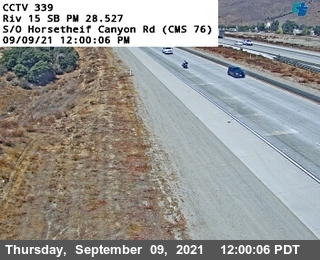 CCTV 339
Riv 15 SB PM 28.527
S/O Horsetheif Canyon Rd (CMS 76)
09/09/21 12:00:06 PM
Thursday, September 09, 2021 12:00:06 PDT